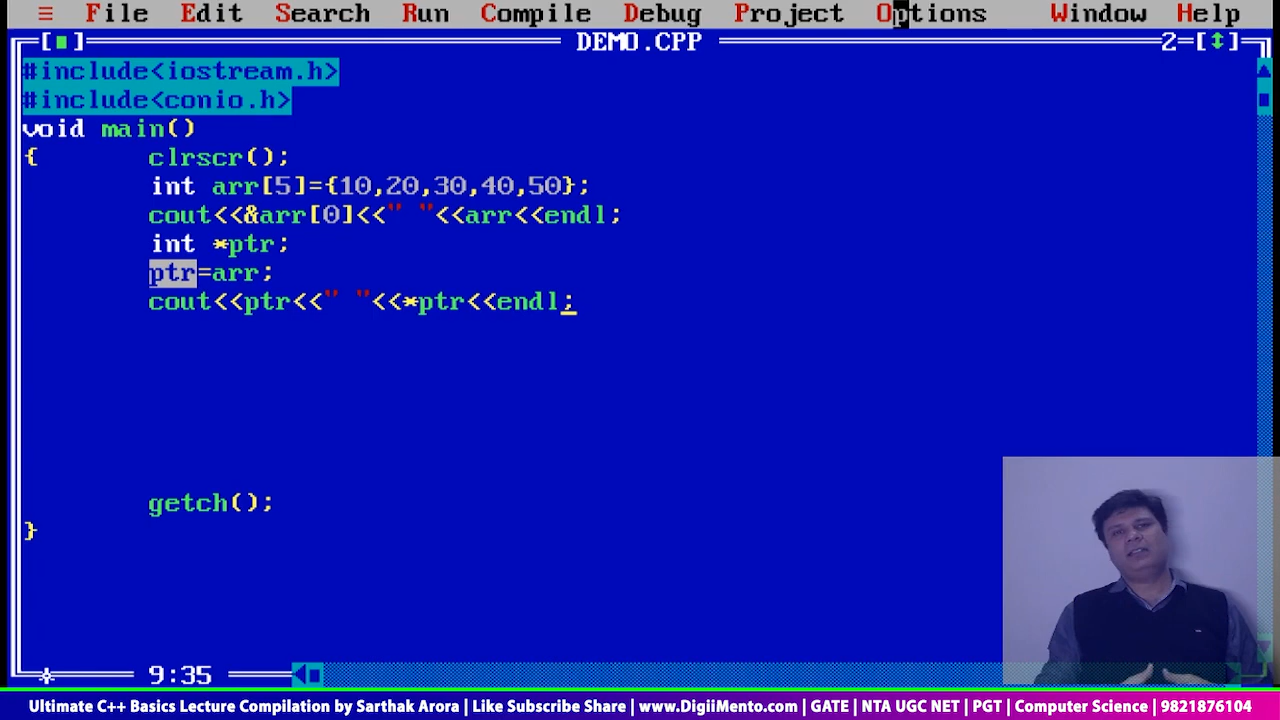 ≡ File Edit Search Run Compile Debug Project Options Window Help
[■] DEMO.CPP 2=[↕]
#include<iostream.h>
#include<conio.h>
void main()
{ clrscr();
int arr[5]={10,20,30,40,50};
cout<<&arr[0]<<" "<<arr<<endl;
int *ptr;
ptr=arr;
cout<<ptr<<" "<<*ptr<<endl;
getch();
}
9:35
Ultimate C++ Basics Lecture Compilation by Sarthak Arora | Like Subscribe Share | www.DigiiMento.com | GATE | NTA UGC NET | PGT | Computer Science | 9821876104